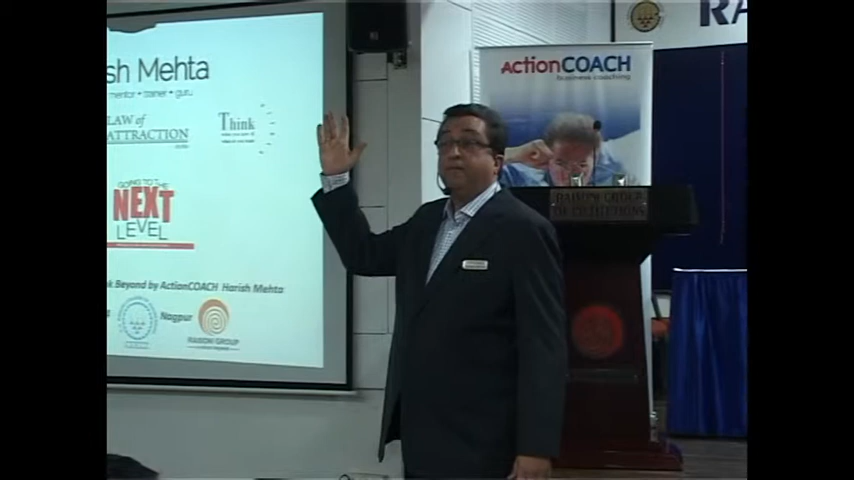 sh Mehta
mentor • trainer • guru
LAW of
ATTRACTION
Think
GOING TO THE
NEXT
LEVEL
k Beyond by ActionCOACH Harish Mehta
Nagpur
RAISONI GROUP
ActionCOACH
business coaching
RAISONI GROUP
OF INSTITUTIONS
RA